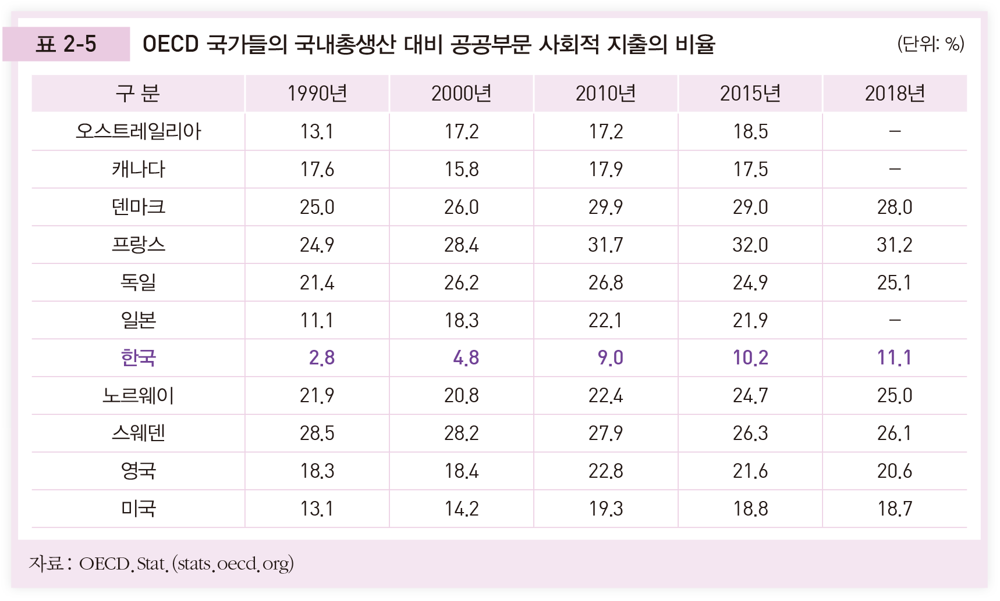 표 2-5 OECD 국가들의 국내총생산 대비 공공부문 사회적 지출의 비율 (단위: %)
구 분 1990년 2000년 2010년 2015년 2018년
오스트레일리아 13.1 17.2 17.2 18.5 –
캐나다 17.6 15.8 17.9 17.5 –
덴마크 25.0 26.0 29.9 29.0 28.0
프랑스 24.9 28.4 31.7 32.0 31.2
독일 21.4 26.2 26.8 24.9 25.1
일본 11.1 18.3 22.1 21.9 –
한국 2.8 4.8 9.0 10.2 11.1
노르웨이 21.9 20.8 22.4 24.7 25.0
스웨덴 28.5 28.2 27.9 26.3 26.1
영국 18.3 18.4 22.8 21.6 20.6
미국 13.1 14.2 19.3 18.8 18.7
자료 : OECD.Stat.(stats.oecd.org)